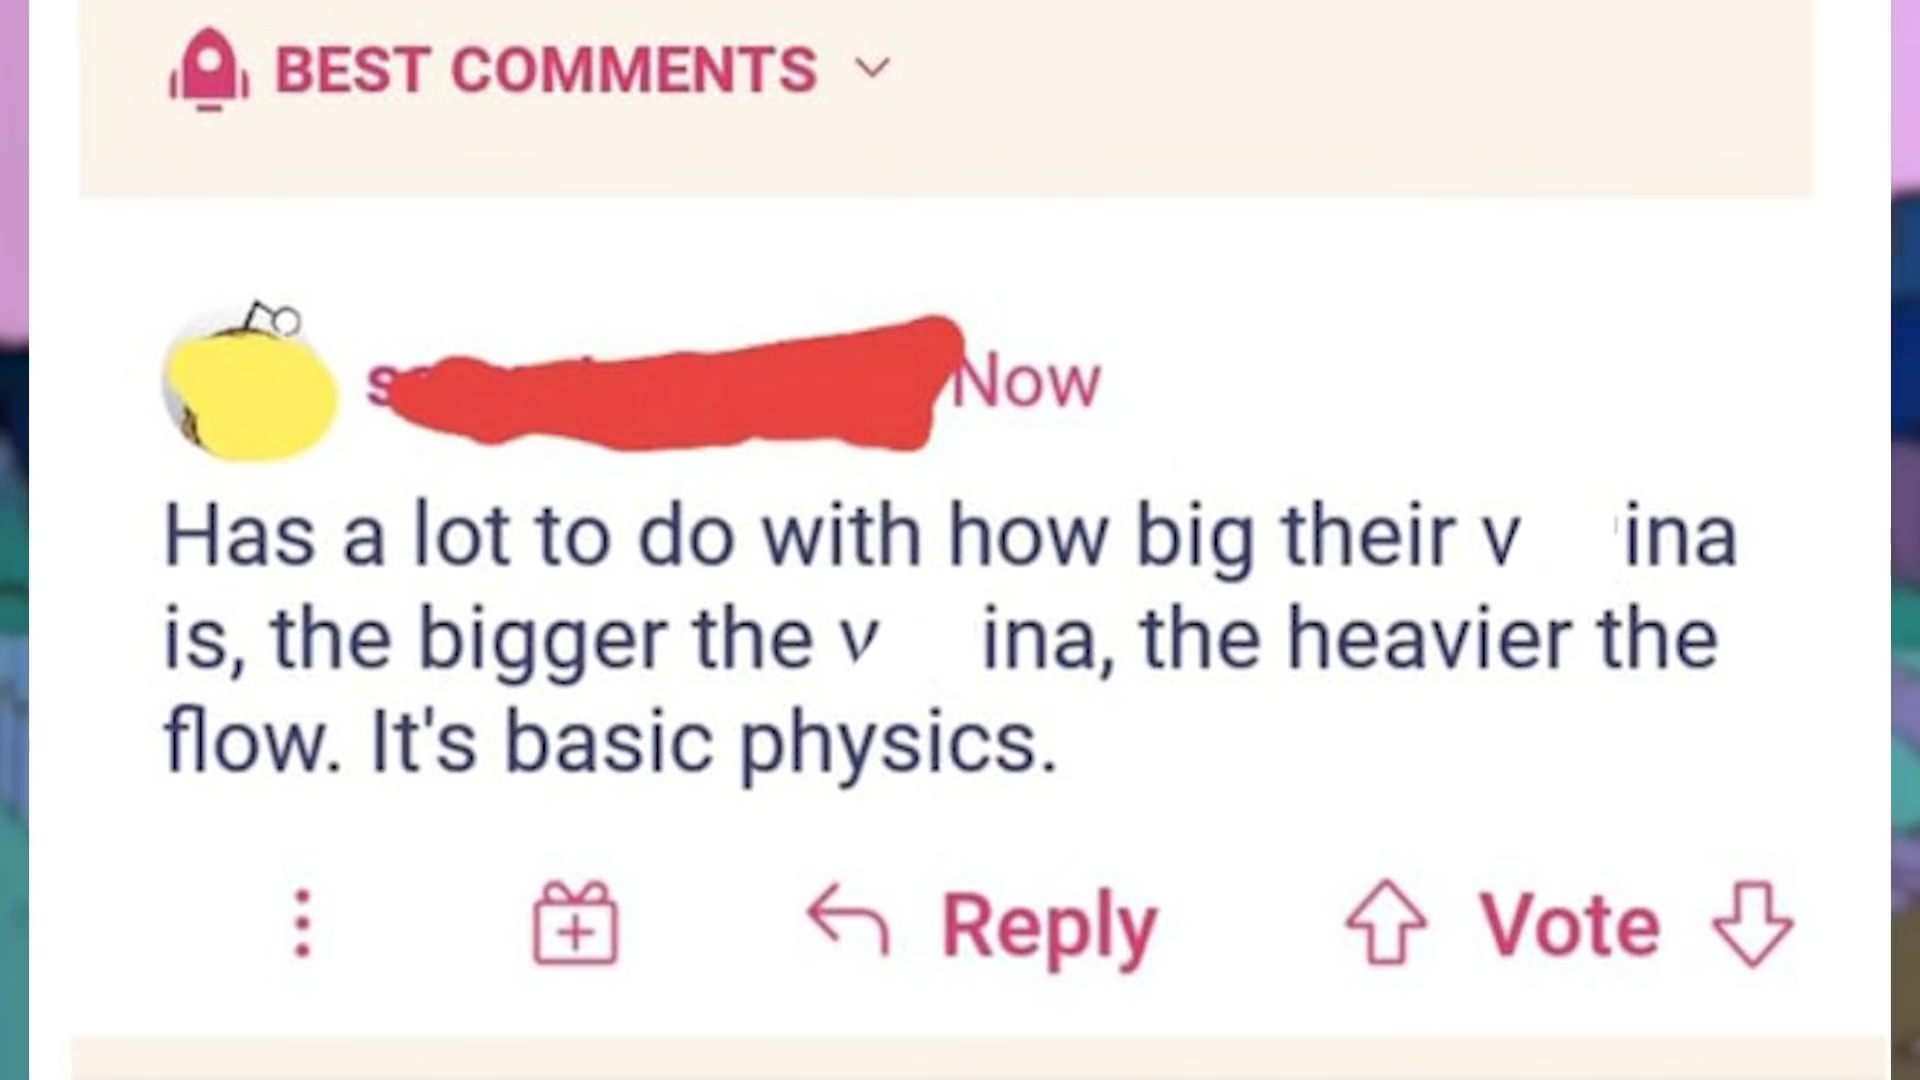 BEST COMMENTS
Now
Has a lot to do with how big their v ina
is, the bigger the v ina, the heavier the
flow. It's basic physics.
Reply Vote